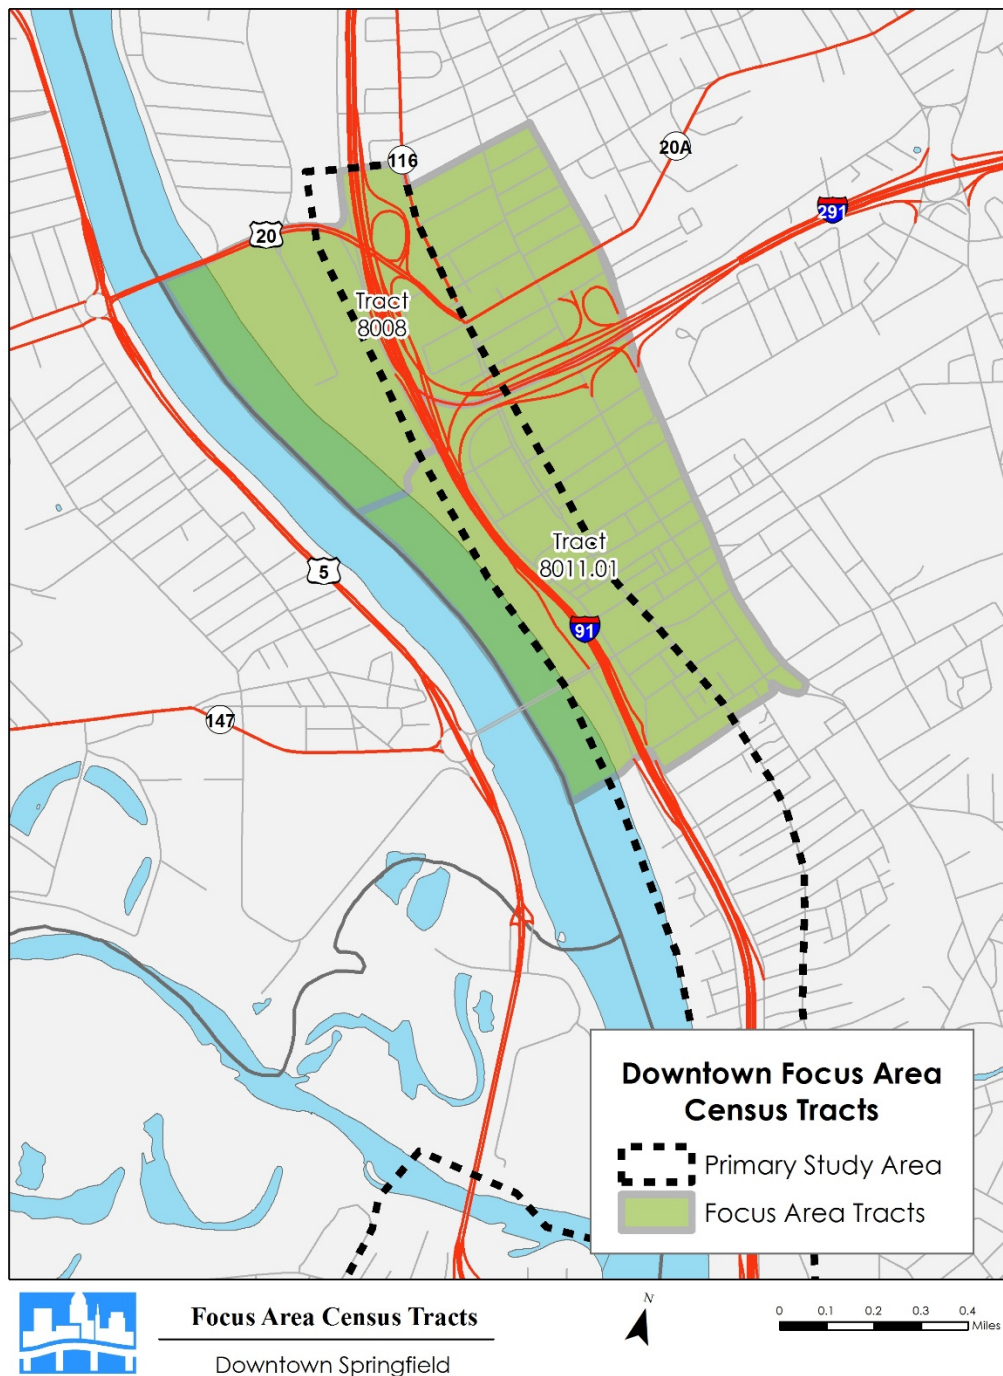 116
20A
291
20
Tract
8008
Tract
8011.01
5
91
147
Downtown Focus Area
Census Tracts
Primary Study Area
Focus Area Tracts
Focus Area Census Tracts
Downtown Springfield
N
0 0.1 0.2 0.3 0.4
Miles